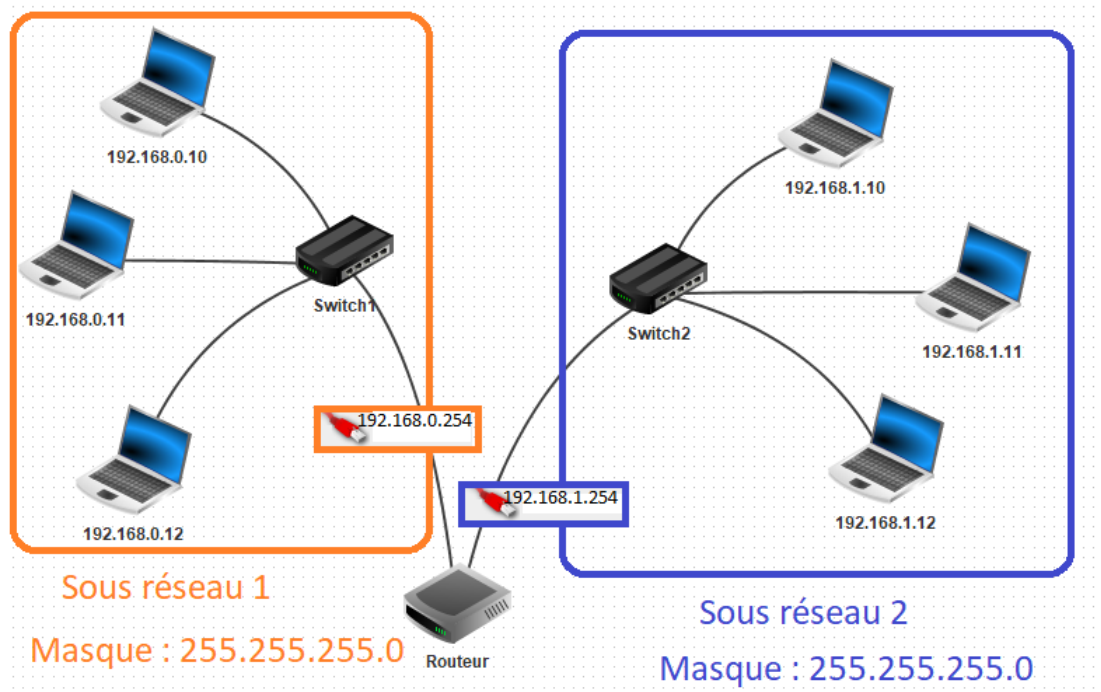 192.168.0.10
192.168.0.11
192.168.0.12
Switch1
192.168.0.254
Sous réseau 1
Masque : 255.255.255.0
Routeur
192.168.1.254
Switch2
192.168.1.10
192.168.1.11
192.168.1.12
Sous réseau 2
Masque : 255.255.255.0